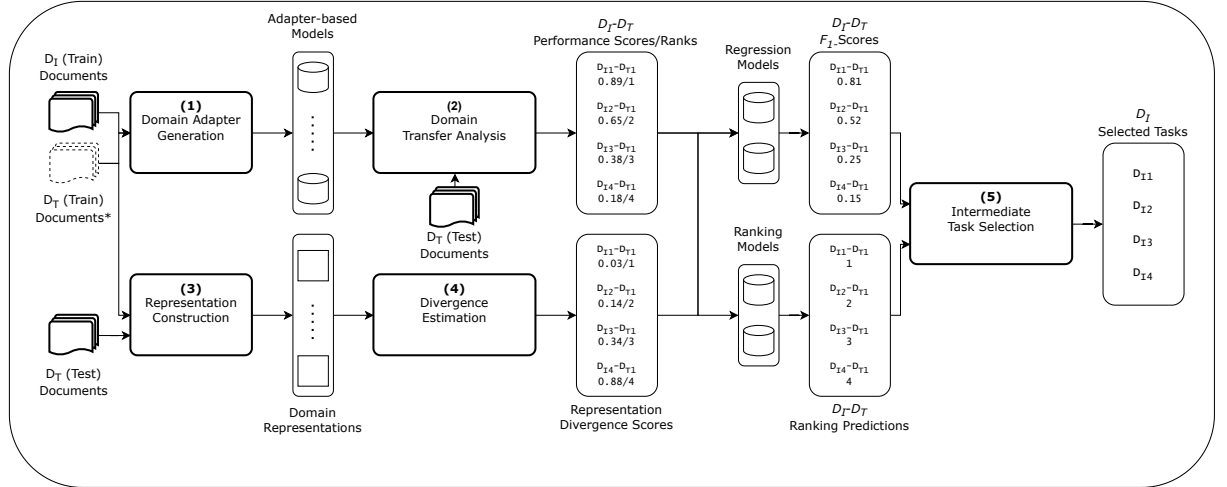 Adapter-based
Models
D_I-D_T
Performance Scores/Ranks
D_I-D_T
F_1-Scores
D_I (Train)
Documents
(1)
Domain Adapter
Generation
(2)
Domain
Transfer Analysis
D_I1-D_T1
0.89/1
D_I2-D_T1
0.65/2
D_I3-D_T1
0.38/3
D_I4-D_T1
0.18/4
Regression
Models
D_I1-D_T1
0.81
D_I2-D_T1
0.52
D_I3-D_T1
0.25
D_I4-D_T1
0.15
D_I
Selected Tasks
D_I1
D_I2
D_I3
D_I4
D_T (Train)
Documents*
D_T (Test)
Documents
(5)
Intermediate
Task Selection
(3)
Representation
Construction
(4)
Divergence
Estimation
D_I1-D_T1
0.03/1
D_I2-D_T1
0.14/2
D_I3-D_T1
0.34/3
D_I4-D_T1
0.88/4
Ranking
Models
D_I1-D_T1
1
D_I2-D_T1
2
D_I3-D_T1
3
D_I4-D_T1
4
D_T (Test)
Documents
Domain
Representations
Representation
Divergence Scores
D_I-D_T
Ranking Predictions